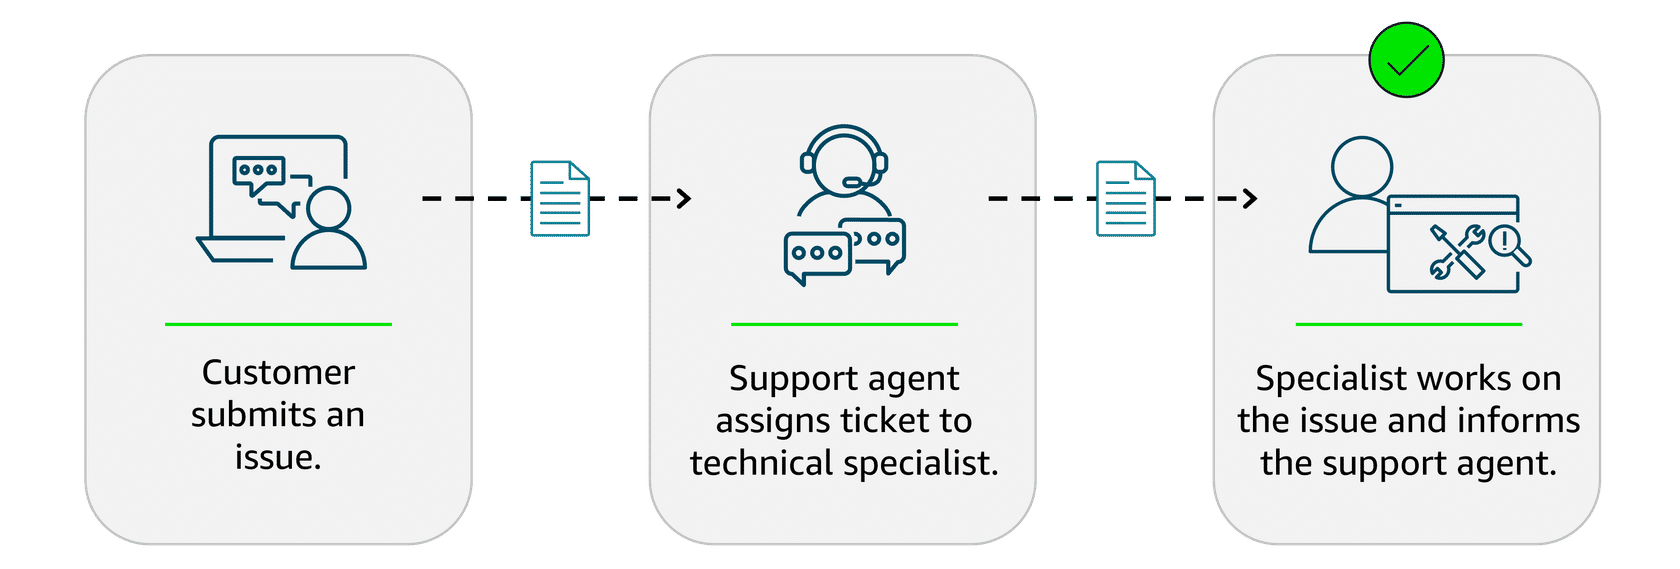 Customer
submits an
issue.
Support agent
assigns ticket to
technical specialist.
Specialist works on
the issue and informs
the support agent.